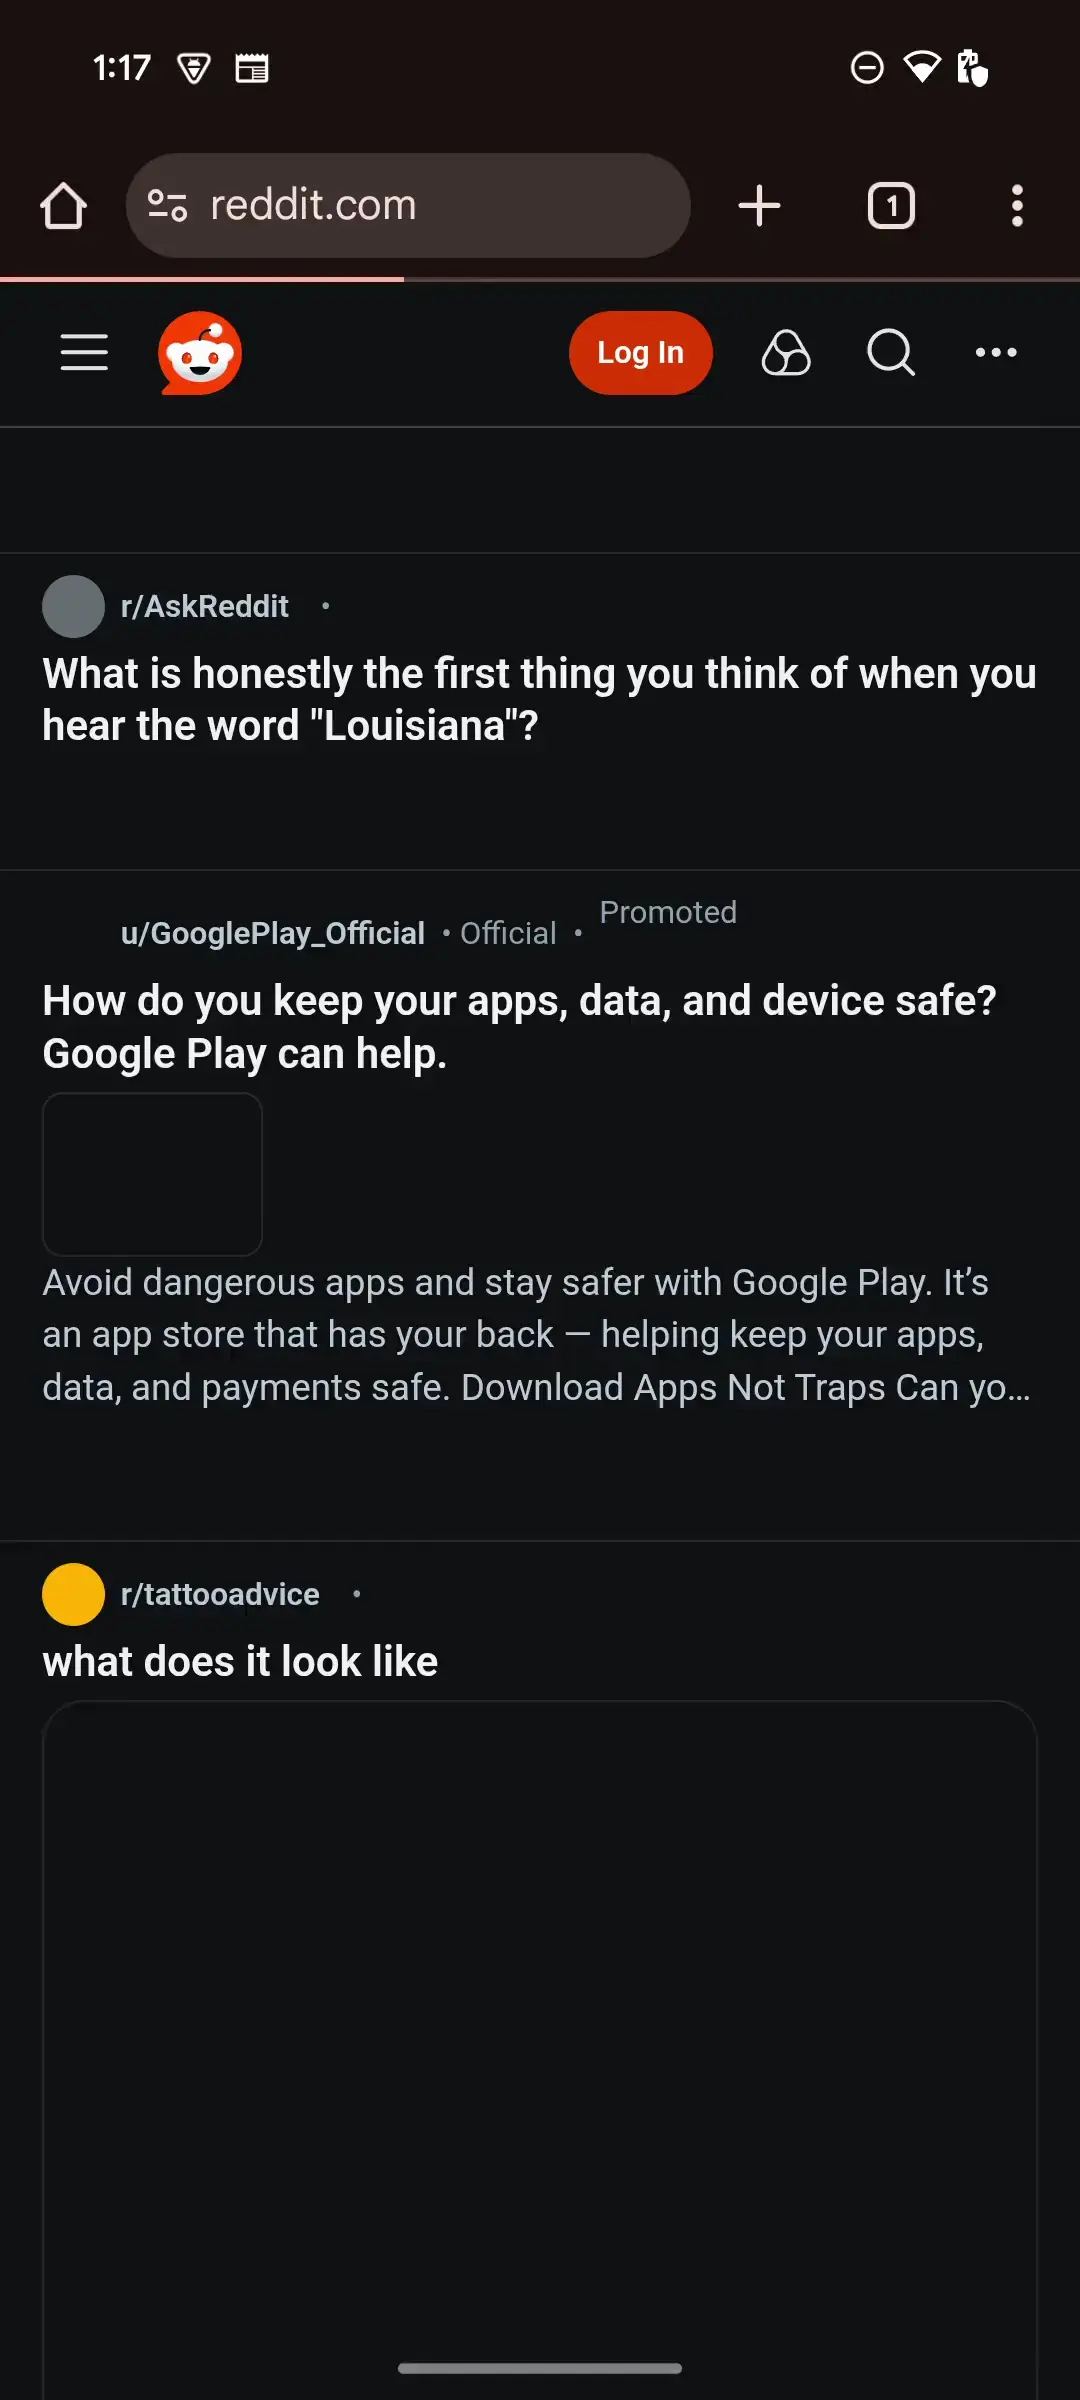 1:17
reddit.com
1
Log In
r/AskReddit •
What is honestly the first thing you think of when you
hear the word "Louisiana"?
u/GooglePlay_Official • Official • Promoted
How do you keep your apps, data, and device safe?
Google Play can help.
Avoid dangerous apps and stay safer with Google Play. It’s
an app store that has your back — helping keep your apps,
data, and payments safe. Download Apps Not Traps Can yo…
r/tattooadvice •
what does it look like